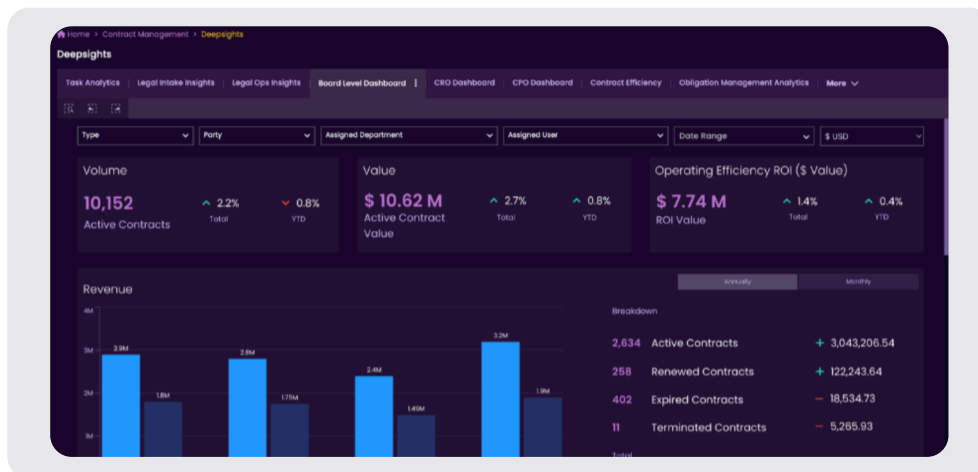 Home > Contract Management > Deepsights
Deepsights
Task Analytics Legal Intake Insights Legal Ops Insights Board Level Dashboard CRO Dashboard CPO Dashboard Contract Efficiency Obligation Management Analytics More
Type Party Assigned Department Assigned User Date Range $ USD
Volume Value Operating Efficiency ROI ($ Value)
10,152 2.2% 0.8% $ 10.62 M 2.7% 0.8% $ 7.74 M 1.4% 0.4%
Active Contracts Total YTD Active Contract Value Total YTD ROI Value Total YTD
Revenue Annually Monthly
4M Breakdown
3.2M
2,634 Active Contracts + 3,043,206.54
3M 2.9M 2.8M
258 Renewed Contracts + 122,243.64
2.4M
2M 1.8M 1.75M 1.9M
402 Expired Contracts − 18,534.73
1.49M
11 Terminated Contracts − 5,265.93
1M
Total